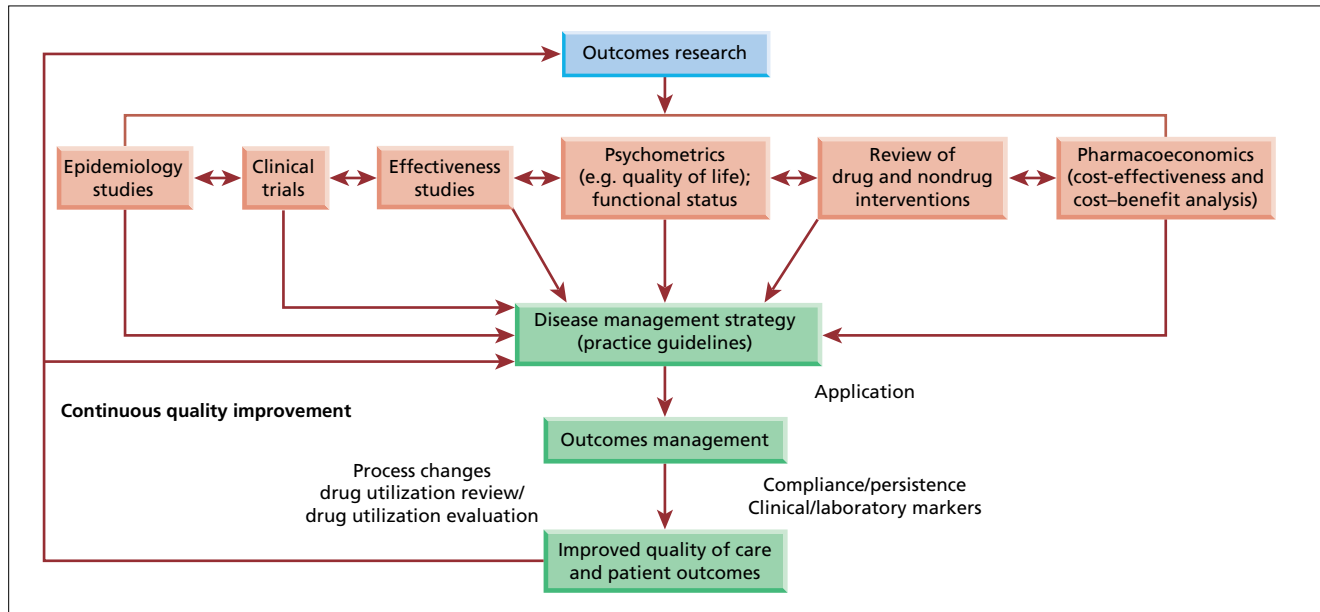 Outcomes research
Epidemiology
studies
Clinical
trials
Effectiveness
studies
Psychometrics
(e.g. quality of life);
functional status
Review of
drug and nondrug
interventions
Pharmacoeconomics
(cost-effectiveness and
cost–benefit analysis)
Disease management strategy
(practice guidelines)
Application
Continuous quality improvement
Outcomes management
Process changes
drug utilization review/
drug utilization evaluation
Compliance/persistence
Clinical/laboratory markers
Improved quality of care
and patient outcomes